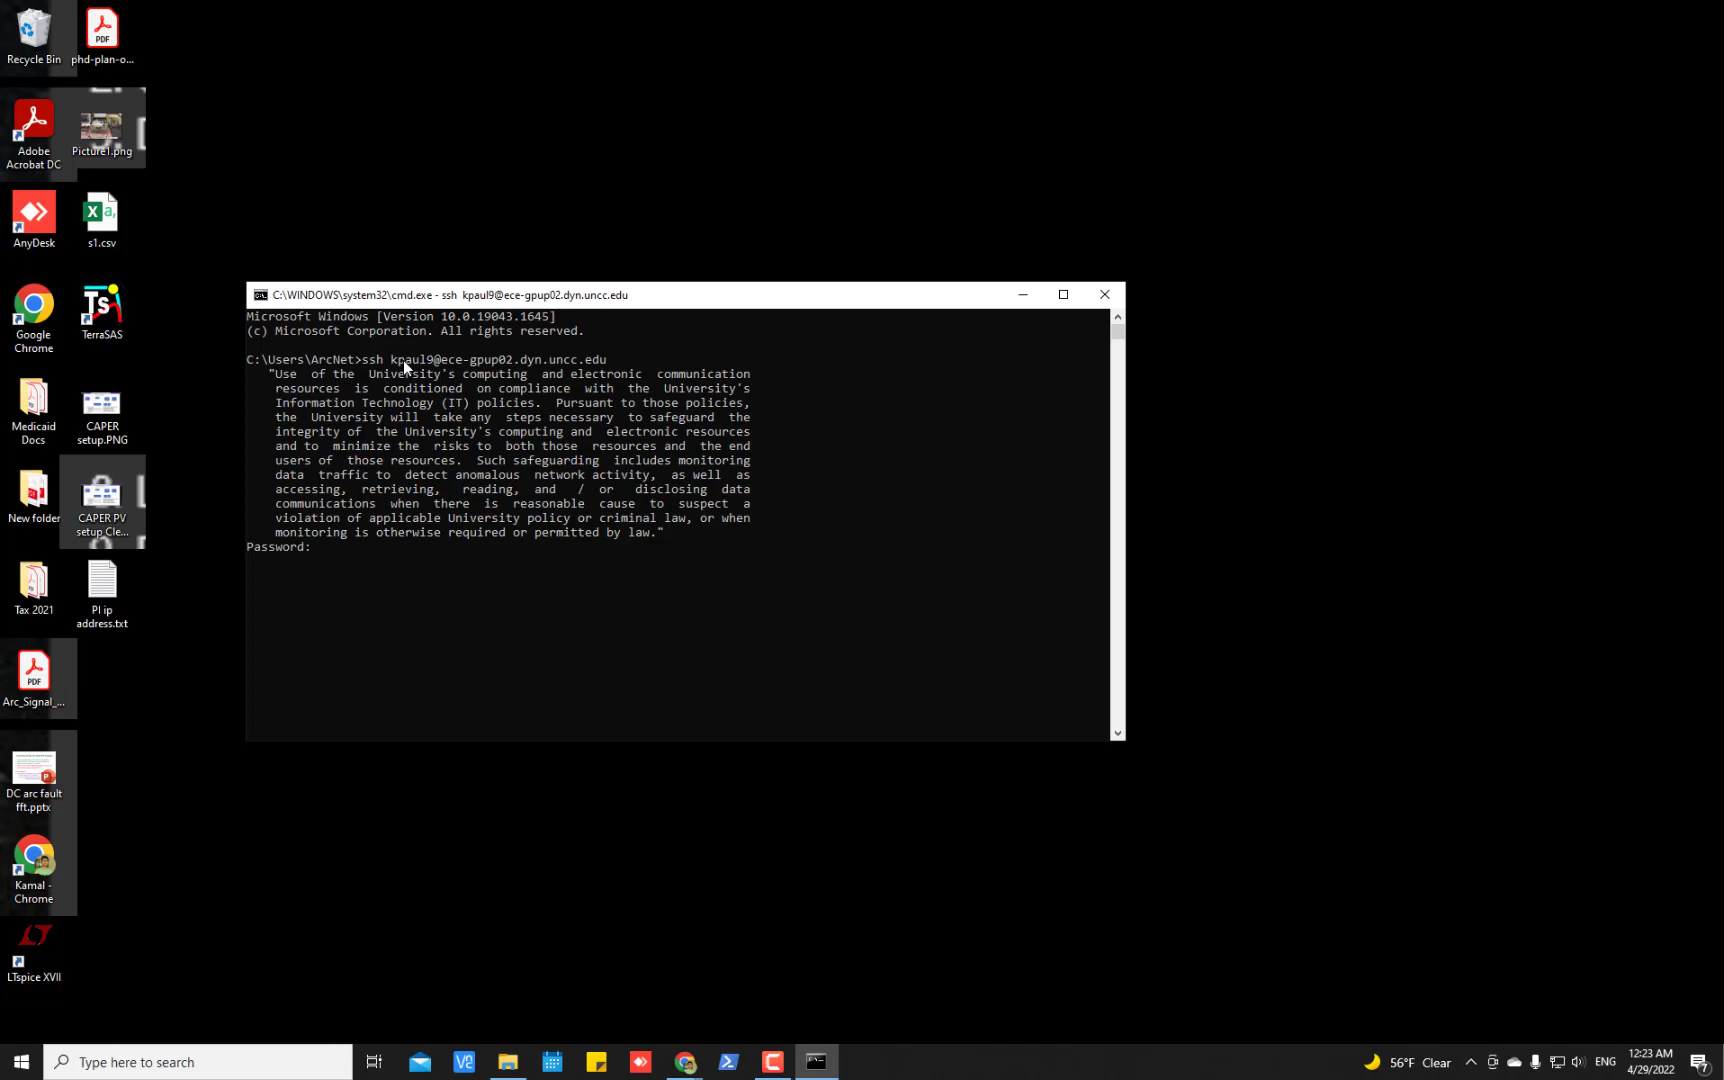 Recycle Bin
phd-plan-o...
Adobe
Acrobat DC
Picture1.png
AnyDesk
s1.csv
Google
Chrome
TerraSAS
Medicaid
Docs
CAPER
setup.PNG
New folder
CAPER PV
setup Cle...
Tax 2021
PI ip
address.txt
Arc_Signal_...
DC arc fault
fft.pptx
Kamal -
Chrome
LTspice XVII
C:\WINDOWS\system32\cmd.exe - ssh  kpaul9@ece-gpup02.dyn.uncc.edu
Microsoft Windows [Version 10.0.19043.1645]
(c) Microsoft Corporation. All rights reserved.
C:\Users\ArcNet>ssh kpaul9@ece-gpup02.dyn.uncc.edu
"Use  of the  University's computing  and electronic  communication
resources  is  conditioned  on compliance  with  the  University's
Information Technology (IT) policies.  Pursuant to those policies,
the  University will  take any  steps necessary  to safeguard  the
integrity of  the University's computing and  electronic resources
and to  minimize the  risks to  both those  resources and  the end
users of  those resources.  Such safeguarding  includes monitoring
data  traffic to  detect anomalous  network activity,  as well  as
accessing,  retrieving,  reading,  and  /  or  disclosing  data
communications  when  there  is  reasonable  cause  to  suspect  a
violation of applicable University policy or criminal law, or when
monitoring is otherwise required or permitted by law."
Password:
Type here to search
56°F Clear
ENG
12:23 AM
4/29/2022
7